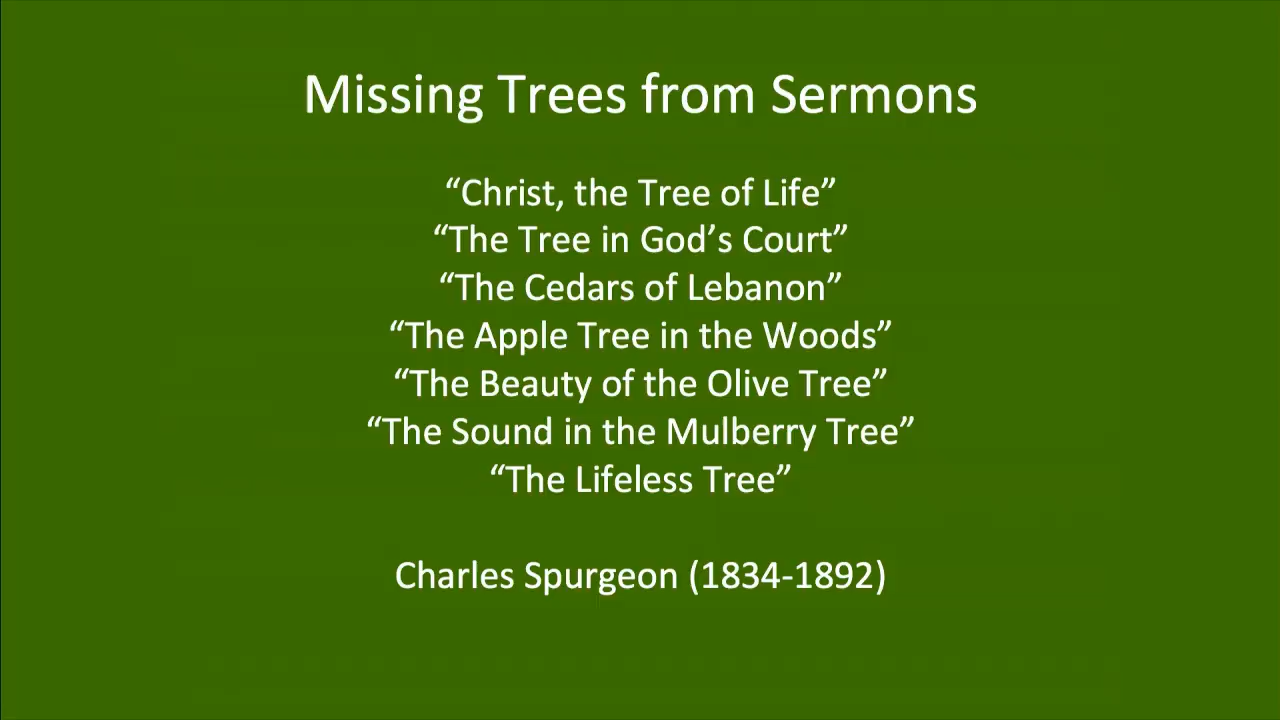 Missing Trees from Sermons
“Christ, the Tree of Life”
“The Tree in God’s Court”
“The Cedars of Lebanon”
“The Apple Tree in the Woods”
“The Beauty of the Olive Tree”
“The Sound in the Mulberry Tree”
“The Lifeless Tree”
Charles Spurgeon (1834-1892)